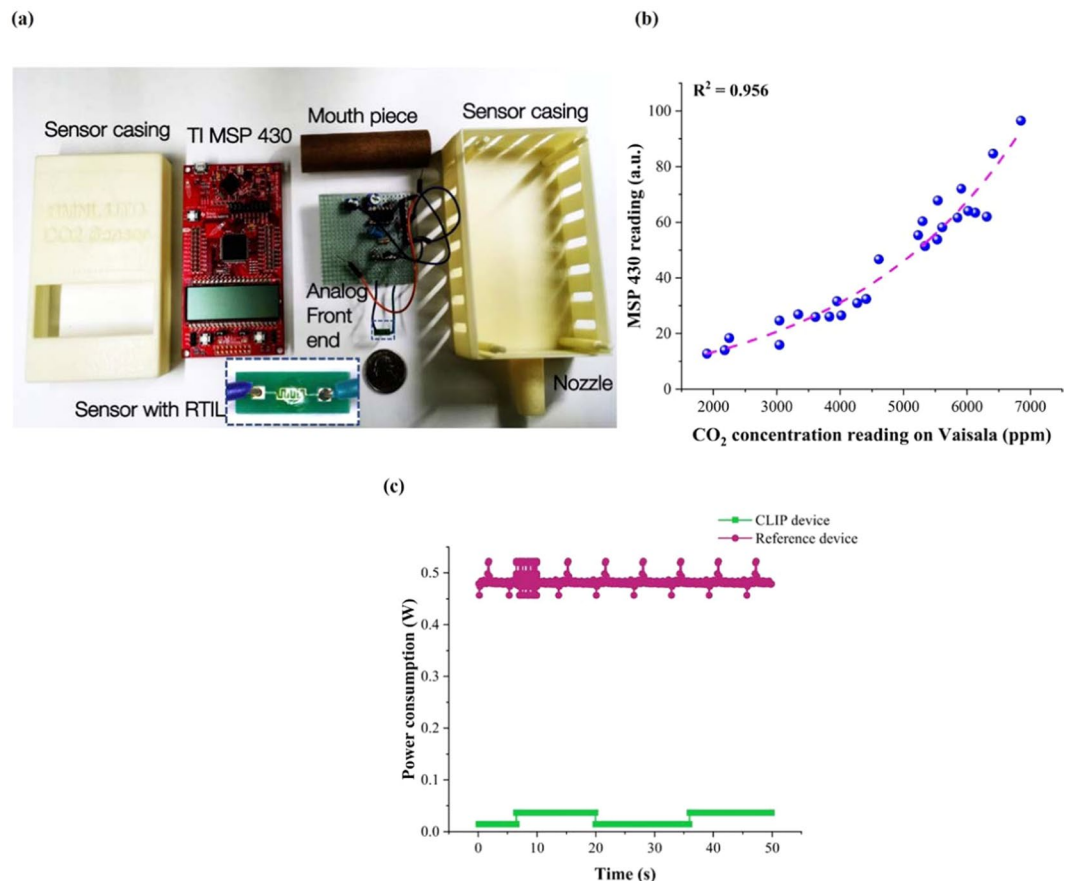 (a)
Sensor casing
TI MSP 430
Mouth piece
Sensor casing
CO2 Sensor
Analog
Front
end
Nozzle
Sensor with RTIL
(b)
R² = 0.956
MSP 430 reading (a.u.)
100
80
60
40
20
0
2000 3000 4000 5000 6000 7000
CO₂ concentration reading on Vaisala (ppm)
(c)
CLIP device
Reference device
Power consumption (W)
0.5
0.4
0.3
0.2
0.1
0.0
0 10 20 30 40 50
Time (s)